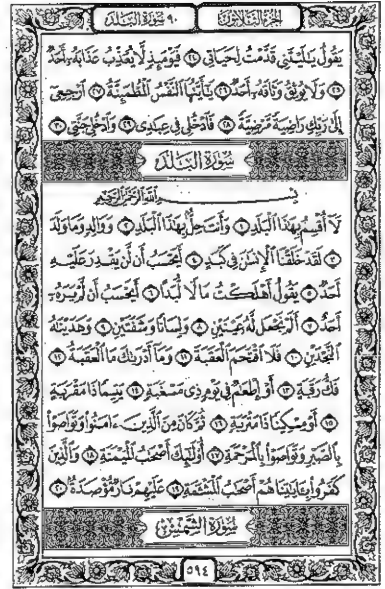 ٩٠ سورة البلد الجزء الثلاثون
يَقُولُ يَٰلَيۡتَنِي قَدَّمۡتُ لِحَيَاتِي ٢٤ فَيَوۡمَئِذٖ لَّا يُعَذِّبُ عَذَابَهُۥٓ أَحَدٞ
٢٥ وَلَا يُوثِقُ وَثَاقَهُۥٓ أَحَدٞ ٢٦ يَٰٓأَيَّتُهَا ٱلنَّفۡسُ ٱلۡمُطۡمَئِنَّةُ ٢٧ ٱرۡجِعِيٓ
إِلَىٰ رَبِّكِ رَاضِيَةٗ مَّرۡضِيَّةٗ ٢٨ فَٱدۡخُلِي فِي عِبَٰدِي ٢٩ وَٱدۡخُلِي جَنَّتِي ٣٠
سُورَةُ البَلَدِ
بِسۡمِ ٱللَّهِ ٱلرَّحۡمَٰنِ ٱلرَّحِيمِ
لَآ أُقۡسِمُ بِهَٰذَا ٱلۡبَلَدِ ١ وَأَنتَ حِلُّۢ بِهَٰذَا ٱلۡبَلَدِ ٢ وَوَالِدٖ وَمَا وَلَدَ
٣ لَقَدۡ خَلَقۡنَا ٱلۡإِنسَٰنَ فِي كَبَدٍ ٤ أَيَحۡسَبُ أَن لَّن يَقۡدِرَ عَلَيۡهِ
أَحَدٞ ٥ يَقُولُ أَهۡلَكۡتُ مَالٗا لُّبَدًا ٦ أَيَحۡسَبُ أَن لَّمۡ يَرَهُۥٓ
أَحَدٌ ٧ أَلَمۡ نَجۡعَل لَّهُۥ عَيۡنَيۡنِ ٨ وَلِسَانٗا وَشَفَتَيۡنِ ٩ وَهَدَيۡنَٰهُ
ٱلنَّجۡدَيۡنِ ١٠ فَلَا ٱقۡتَحَمَ ٱلۡعَقَبَةَ ١١ وَمَآ أَدۡرَىٰكَ مَا ٱلۡعَقَبَةُ ١٢
فَكُّ رَقَبَةٍ ١٣ أَوۡ إِطۡعَٰمٞ فِي يَوۡمٖ ذِي مَسۡغَبَةٖ ١٤ يَتِيمٗا ذَا مَقۡرَبَةٍ
١٥ أَوۡ مِسۡكِينٗا ذَا مَتۡرَبَةٖ ١٦ ثُمَّ كَانَ مِنَ ٱلَّذِينَ ءَامَنُواْ وَتَوَاصَوۡاْ
بِٱلصَّبۡرِ وَتَوَاصَوۡاْ بِٱلۡمَرۡحَمَةِ ١٧ أُوْلَٰٓئِكَ أَصۡحَٰبُ ٱلۡمَيۡمَنَةِ ١٨ وَٱلَّذِينَ
كَفَرُواْ بِـَٔايَٰتِنَا هُمۡ أَصۡحَٰبُ ٱلۡمَشۡـَٔمَةِ ١٩ عَلَيۡهِمۡ نَارٞ مُّؤۡصَدَةُۢ ٢٠
سُورَةُ الشَّمْسِ
٥٩٤